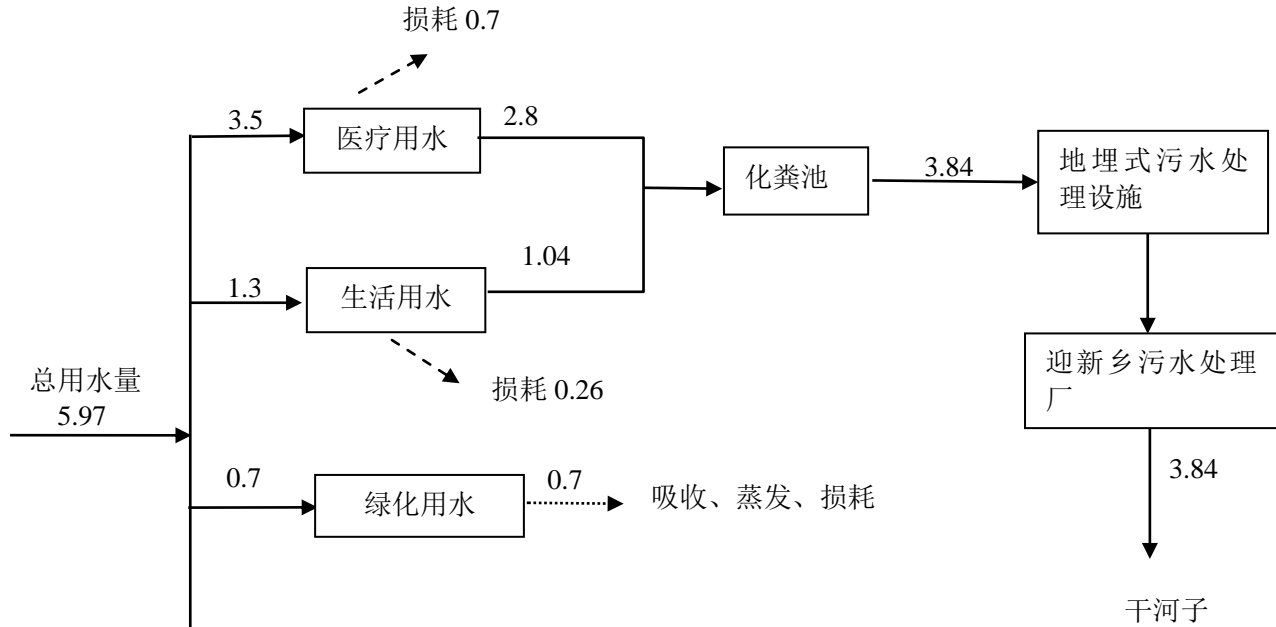 损耗 0.7
3.5
医疗用水
2.8
化粪池
3.84
地埋式污水处
理设施
1.3
生活用水
1.04
损耗 0.26
迎新乡污水处理
厂
总用水量
5.97
3.84
0.7
绿化用水
0.7
吸收、蒸发、损耗
干河子